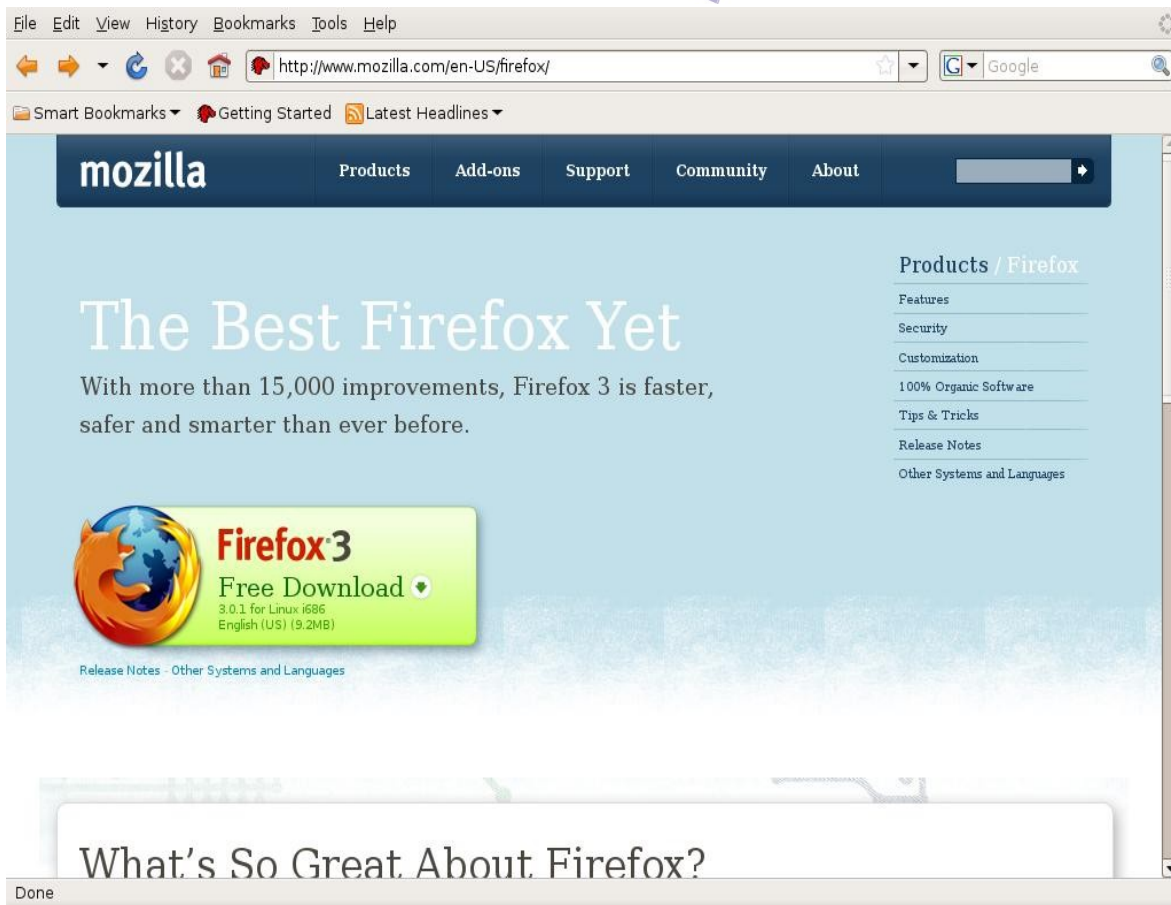 File Edit View History Bookmarks Tools Help
http://www.mozilla.com/en-US/firefox/
G Google
Smart Bookmarks Getting Started Latest Headlines
mozilla Products Add-ons Support Community About
Products / Firefox
Features
Security
Customization
100% Organic Software
Tips & Tricks
Release Notes
Other Systems and Languages
The Best Firefox Yet
With more than 15,000 improvements, Firefox 3 is faster,
safer and smarter than ever before.
Firefox 3
Free Download
3.0.1 for Linux i686
English (US) (9.2MB)
Release Notes - Other Systems and Languages
What's So Great About Firefox?
Done